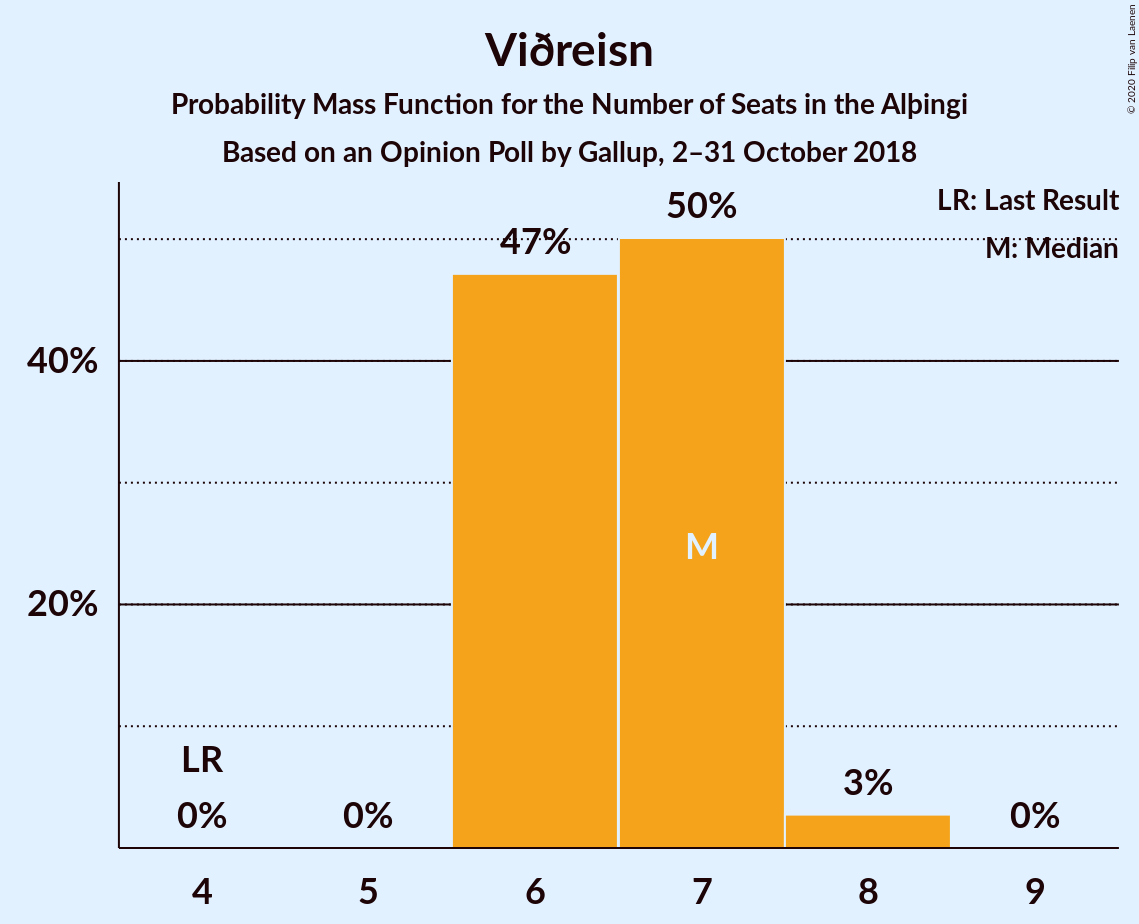 Viðreisn
Probability Mass Function for the Number of Seats in the Alþingi
Based on an Opinion Poll by Gallup, 2–31 October 2018
© 2020 Filip van Laenen
LR: Last Result
M: Median
50%
47%
40%
M
20%
LR
0%
0%
3%
0%
4 5 6 7 8 9